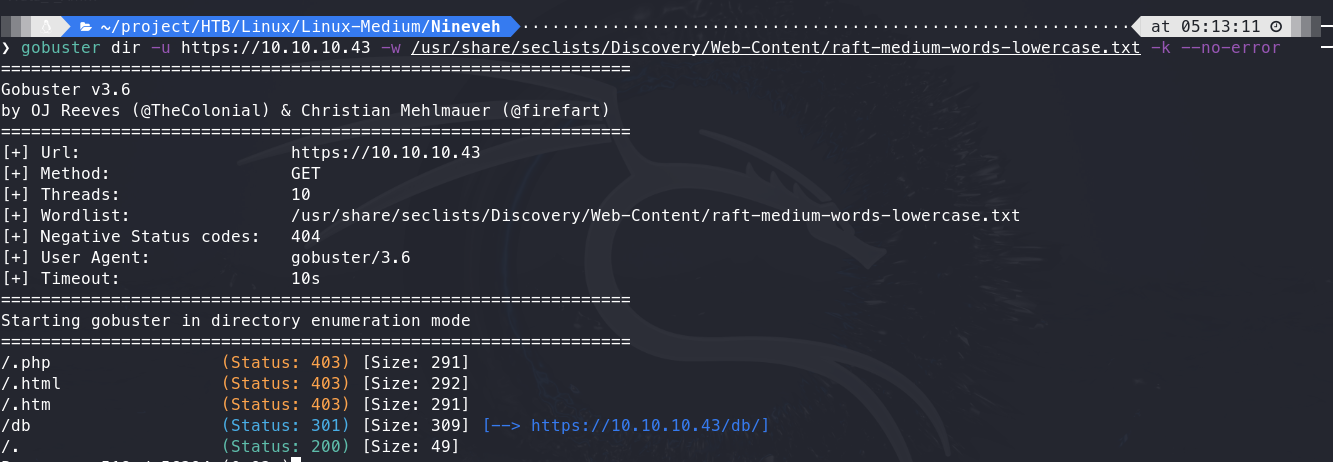 ~/project/HTB/Linux/Linux-Medium/Nineveh at 05:13:11
❯ gobuster dir -u https://10.10.10.43 -w /usr/share/seclists/Discovery/Web-Content/raft-medium-words-lowercase.txt -k --no-error
===============================================================
Gobuster v3.6
by OJ Reeves (@TheColonial) & Christian Mehlmauer (@firefart)
===============================================================
[+] Url: https://10.10.10.43
[+] Method: GET
[+] Threads: 10
[+] Wordlist: /usr/share/seclists/Discovery/Web-Content/raft-medium-words-lowercase.txt
[+] Negative Status codes: 404
[+] User Agent: gobuster/3.6
[+] Timeout: 10s
===============================================================
Starting gobuster in directory enumeration mode
===============================================================
/.php (Status: 403) [Size: 291]
/.html (Status: 403) [Size: 292]
/.htm (Status: 403) [Size: 291]
/db (Status: 301) [Size: 309] [--> https://10.10.10.43/db/]
/. (Status: 200) [Size: 49]